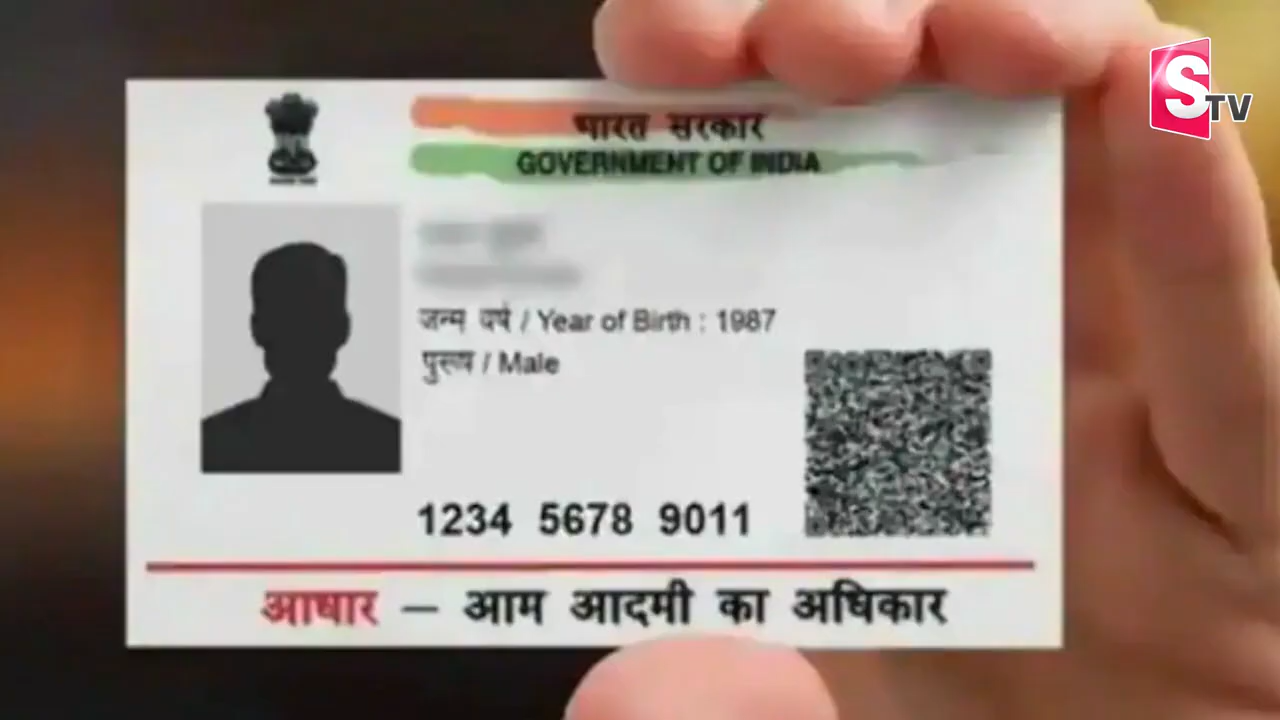 STV
भारत सरकार
GOVERNMENT OF INDIA
जन्म वर्ष / Year of Birth : 1987
पुरूष / Male
1234 5678 9011
आधार – आम आदमी का अधिकार